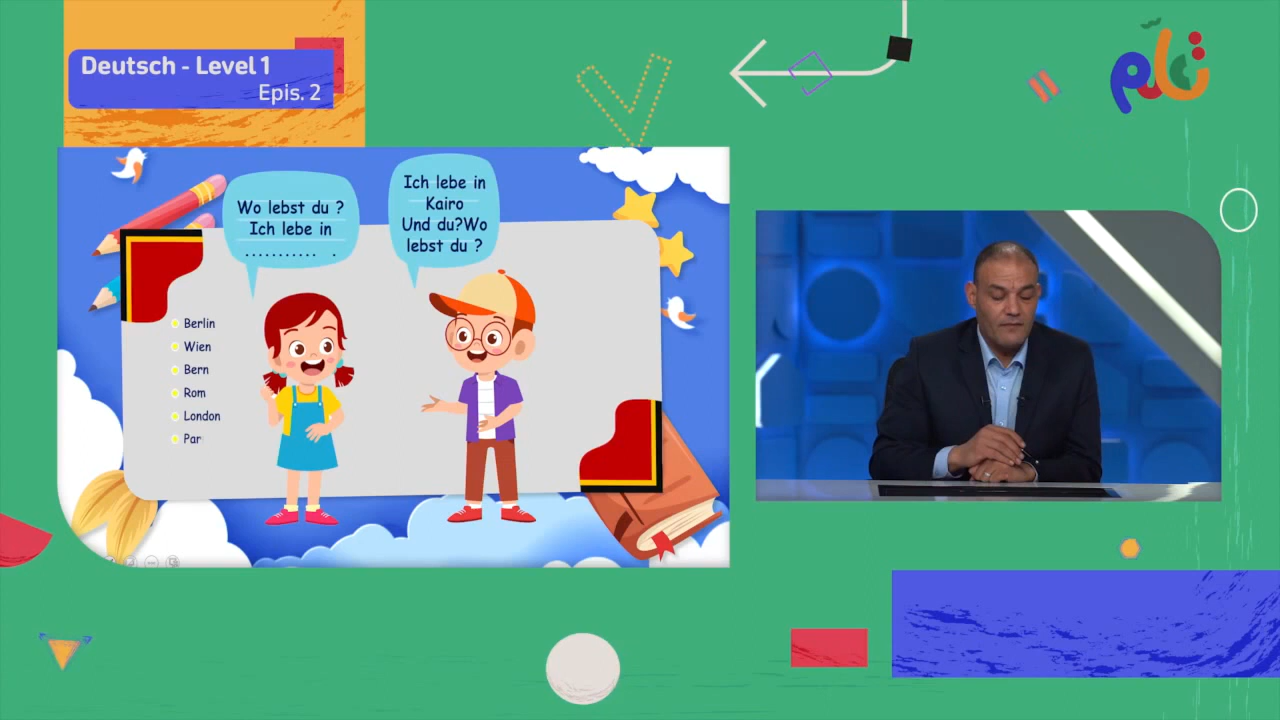 Deutsch - Level 1
Epis. 2
تعلم
Wo lebst du ?
Ich lebe in
........... .
Ich lebe in
Kairo
Und du?Wo
lebst du ?
Berlin
Wien
Bern
Rom
London
Par